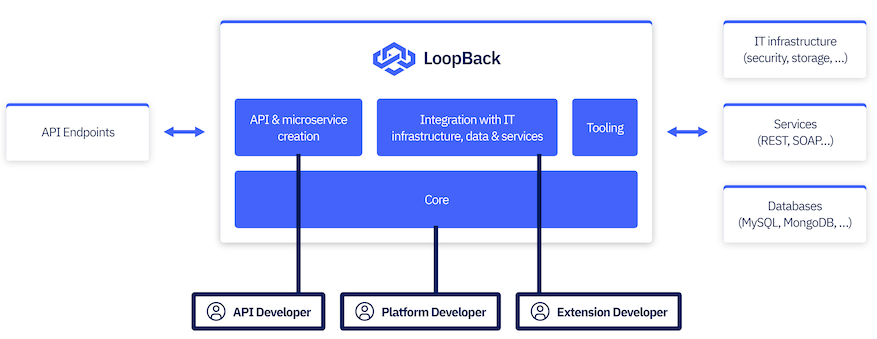 LoopBack
API Endpoints
API & microservice
creation
Integration with IT
infrastructure, data & services
Tooling
Core
IT infrastructure
(security, storage, ...)
Services
(REST, SOAP...)
Databases
(MySQL, MongoDB, ...)
API Developer
Platform Developer
Extension Developer